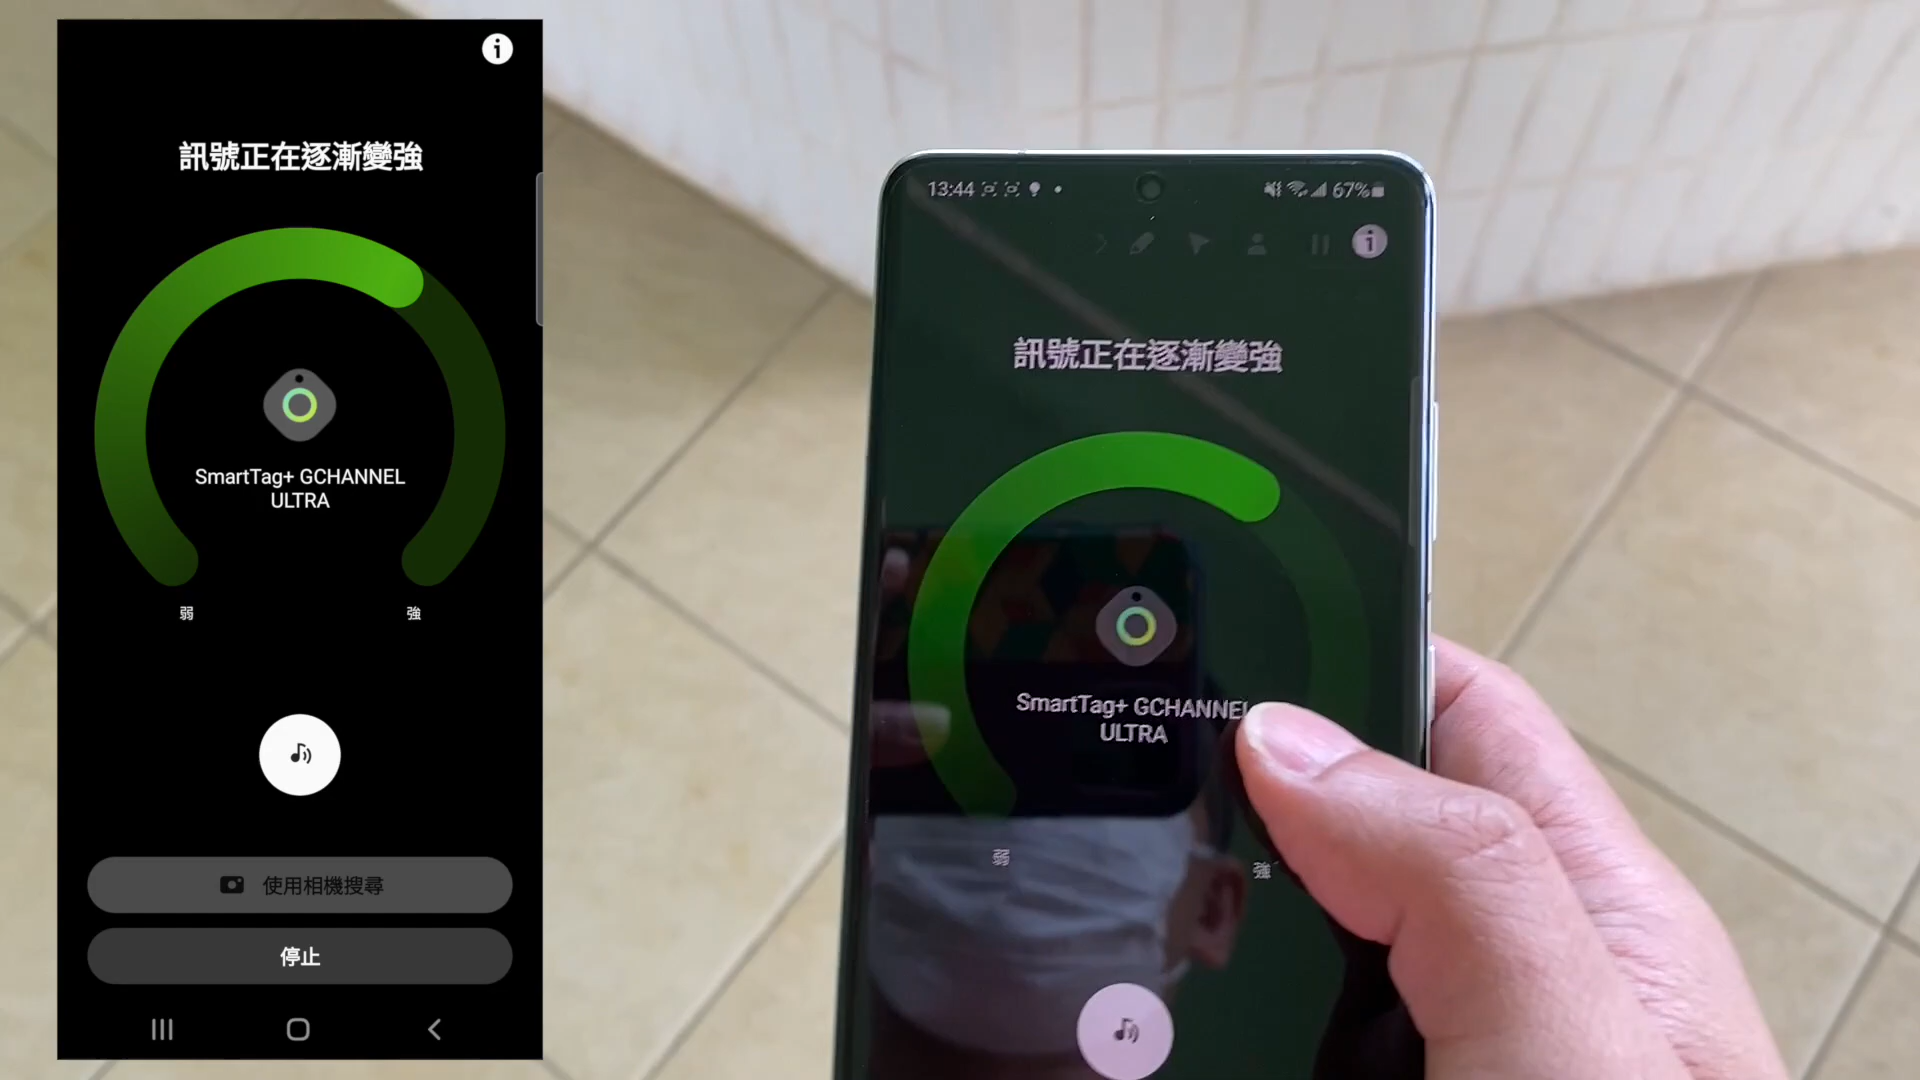 訊號正在逐漸變強
SmartTag+ GCHANNEL
ULTRA
弱
強
使用相機搜尋
停止
13:44
67%
訊號正在逐漸變強
SmartTag+ GCHANNEL
ULTRA
弱
強